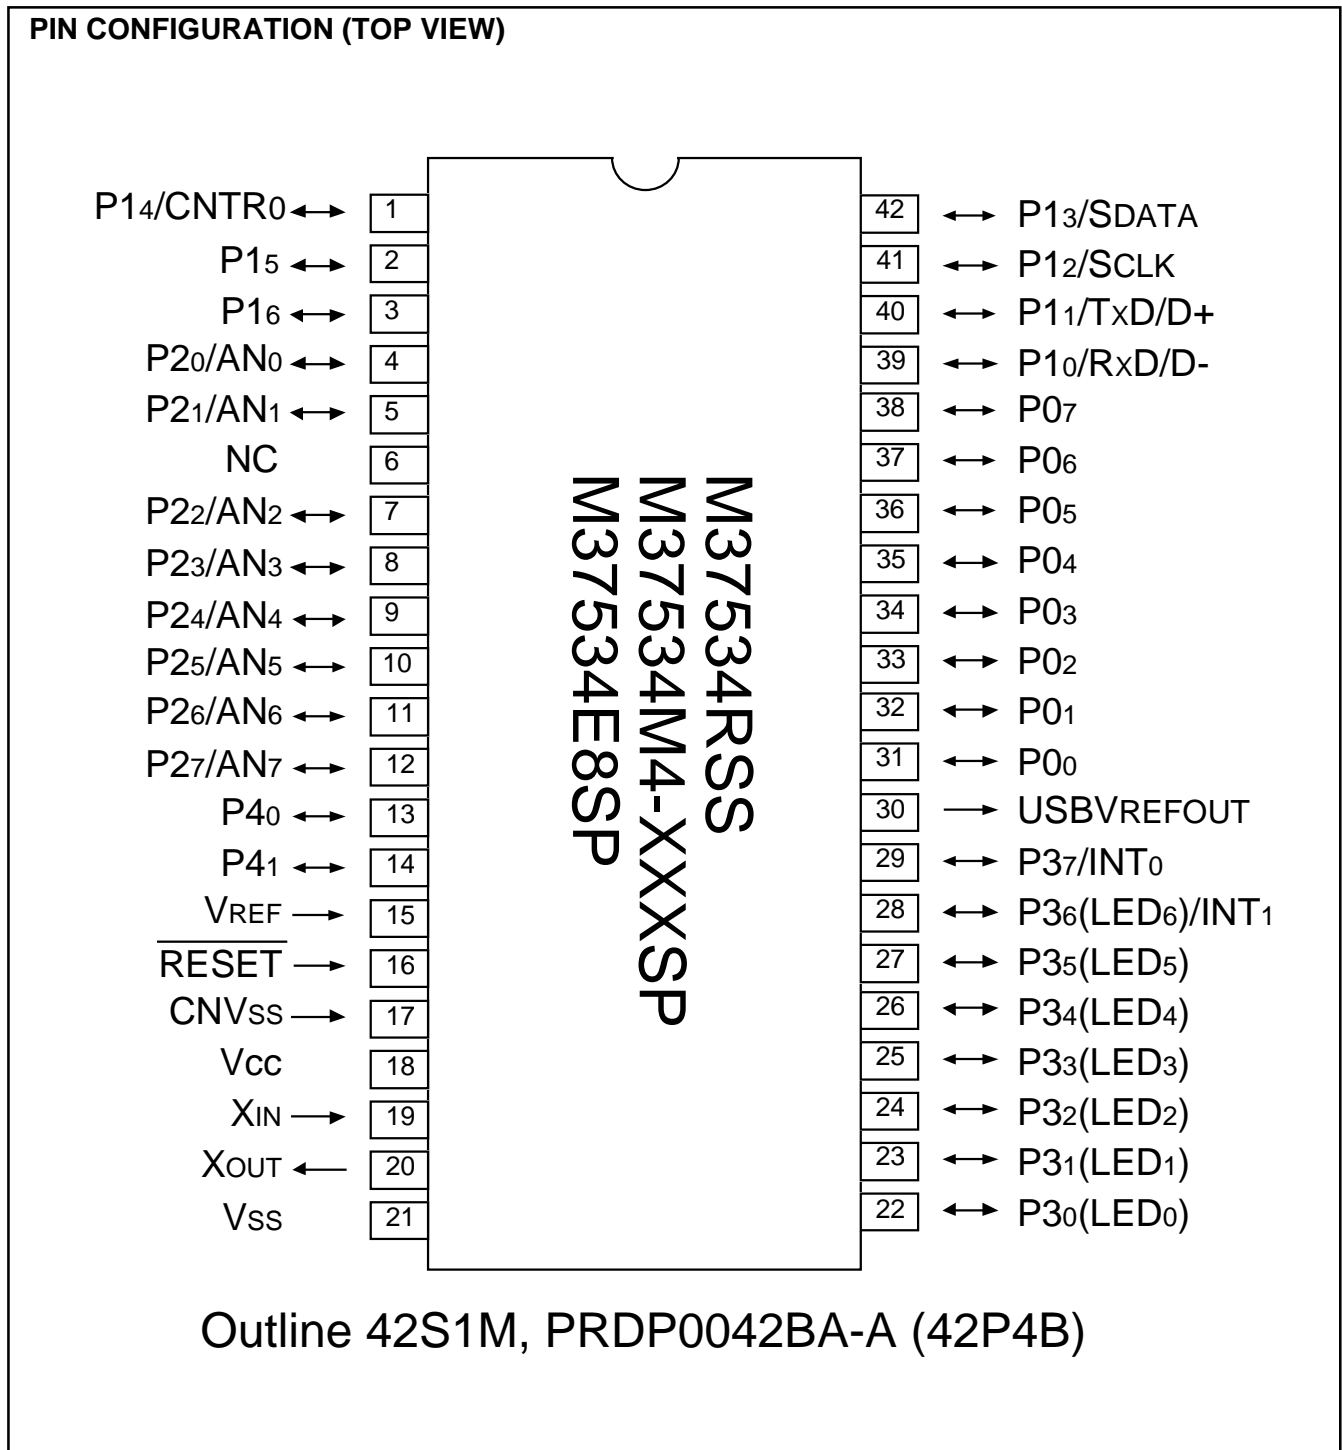 PIN CONFIGURATION (TOP VIEW)
P14/CNTR0 1
P15 2
P16 3
P20/AN0 4
P21/AN1 5
NC 6
P22/AN2 7
P23/AN3 8
P24/AN4 9
P25/AN5 10
P26/AN6 11
P27/AN7 12
P40 13
P41 14
VREF 15
RESET 16
CNVSS 17
Vcc 18
XIN 19
XOUT 20
VSS 21
M37534RSS
M37534M4-XXXSP
M37534E8SP
42 P13/SDATA
41 P12/SCLK
40 P11/TXD/D+
39 P10/RXD/D-
38 P07
37 P06
36 P05
35 P04
34 P03
33 P02
32 P01
31 P00
30 USBVREFOUT
29 P37/INT0
28 P36(LED6)/INT1
27 P35(LED5)
26 P34(LED4)
25 P33(LED3)
24 P32(LED2)
23 P31(LED1)
22 P30(LED0)
Outline 42S1M, PRDP0042BA-A (42P4B)